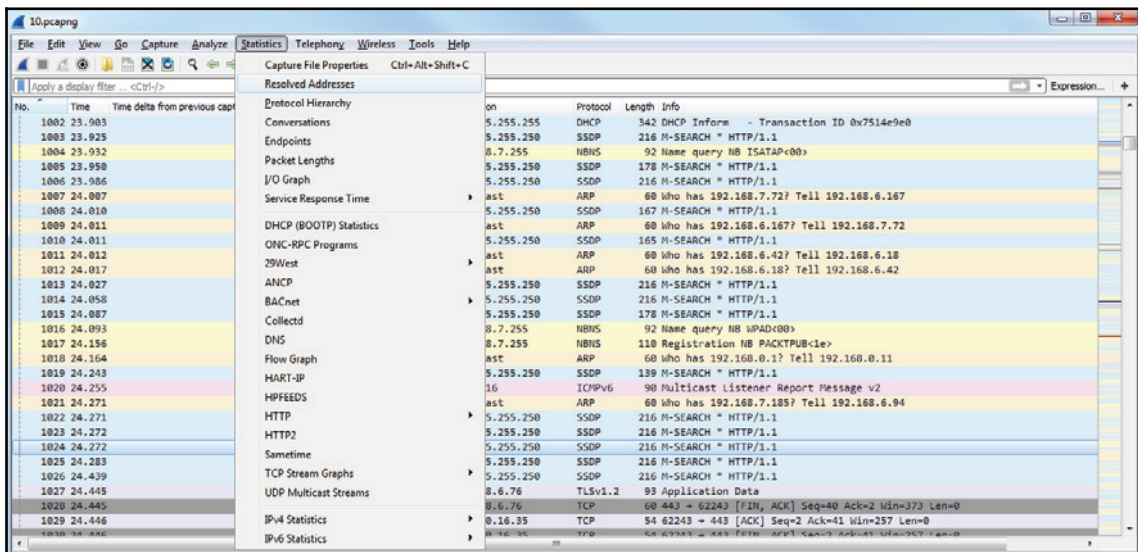 10.pcapng
File Edit View Go Capture Analyze Statistics Telephony Wireless Tools Help
Apply a display filter ... <Ctrl-/> Expression... +
Capture File Properties Ctrl+Alt+Shift+C
Resolved Addresses
Protocol Hierarchy
Conversations
Endpoints
Packet Lengths
I/O Graph
Service Response Time
DHCP (BOOTP) Statistics
ONC-RPC Programs
29West
ANCP
BACnet
Collectd
DNS
Flow Graph
HART-IP
HPFEEDS
HTTP
HTTP2
Sametime
TCP Stream Graphs
UDP Multicast Streams
IPv4 Statistics
IPv6 Statistics
No. Time Time delta from previous capt on Protocol Length Info
1002 23.903 5.255.255 DHCP 342 DHCP Inform - Transaction ID 0x7514e9e0
1003 23.925 5.255.250 SSDP 216 M-SEARCH * HTTP/1.1
1004 23.932 8.7.255 NBNS 92 Name query NB ISATAP<00>
1005 23.950 5.255.250 SSDP 178 M-SEARCH * HTTP/1.1
1006 23.986 5.255.250 SSDP 216 M-SEARCH * HTTP/1.1
1007 24.007 ast ARP 60 Who has 192.168.7.72? Tell 192.168.6.167
1008 24.010 5.255.250 SSDP 167 M-SEARCH * HTTP/1.1
1009 24.011 ast ARP 60 Who has 192.168.6.167? Tell 192.168.7.72
1010 24.011 5.255.250 SSDP 165 M-SEARCH * HTTP/1.1
1011 24.012 ast ARP 60 Who has 192.168.6.42? Tell 192.168.6.18
1012 24.017 ast ARP 60 Who has 192.168.6.18? Tell 192.168.6.42
1013 24.027 5.255.250 SSDP 216 M-SEARCH * HTTP/1.1
1014 24.058 5.255.250 SSDP 216 M-SEARCH * HTTP/1.1
1015 24.087 5.255.250 SSDP 178 M-SEARCH * HTTP/1.1
1016 24.093 8.7.255 NBNS 92 Name query NB WPAD<00>
1017 24.156 8.7.255 NBNS 110 Registration NB PACKTPUB<1e>
1018 24.164 ast ARP 60 Who has 192.168.0.1? Tell 192.168.0.11
1019 24.243 5.255.250 SSDP 139 M-SEARCH * HTTP/1.1
1020 24.255 16 ICMPv6 90 Multicast Listener Report Message v2
1021 24.271 ast ARP 60 Who has 192.168.7.185? Tell 192.168.6.94
1022 24.271 5.255.250 SSDP 216 M-SEARCH * HTTP/1.1
1023 24.272 5.255.250 SSDP 216 M-SEARCH * HTTP/1.1
1024 24.272 5.255.250 SSDP 216 M-SEARCH * HTTP/1.1
1025 24.283 5.255.250 SSDP 216 M-SEARCH * HTTP/1.1
1026 24.439 5.255.250 SSDP 216 M-SEARCH * HTTP/1.1
1027 24.445 8.6.76 TLSv1.2 93 Application Data
1028 24.445 8.6.76 TCP 60 443 → 62243 [FIN, ACK] Seq=40 Ack=2 Win=373 Len=0
1029 24.446 0.16.35 TCP 54 62243 → 443 [ACK] Seq=2 Ack=41 Win=257 Len=0
1030 24.446 0.16.35 TCP 54 62243 → 443 [FIN, ACK] Seq=2 Ack=41 Win=257 Len=0